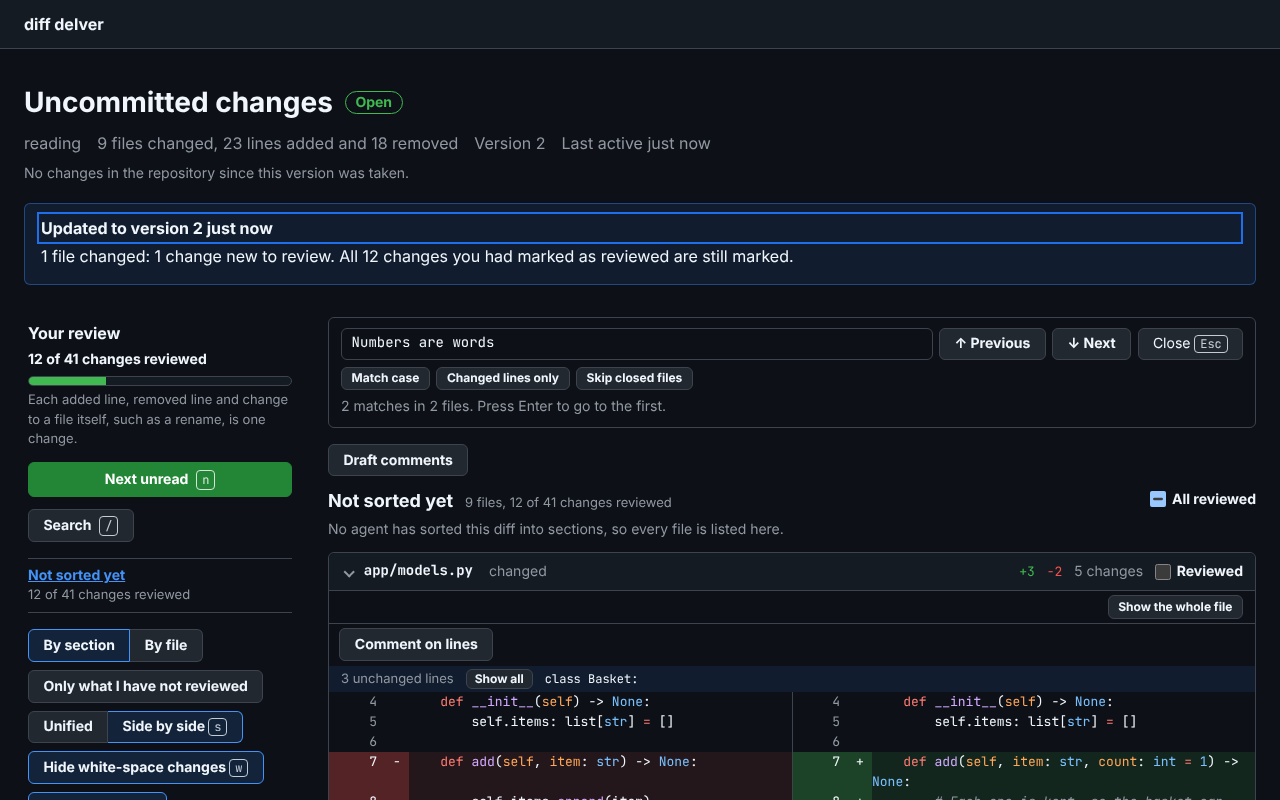 diff delver
Uncommitted changes Open
reading 9 files changed, 23 lines added and 18 removed Version 2 Last active just now
No changes in the repository since this version was taken.
Updated to version 2 just now
1 file changed: 1 change new to review. All 12 changes you had marked as reviewed are still marked.
Your review
12 of 41 changes reviewed
Each added line, removed line and change
to a file itself, such as a rename, is one
change.
Next unread n
Search /
Not sorted yet
12 of 41 changes reviewed
By section By file
Only what I have not reviewed
Unified Side by side s
Hide white-space changes w
Numbers are words ↑ Previous ↓ Next Close Esc
Match case Changed lines only Skip closed files
2 matches in 2 files. Press Enter to go to the first.
Draft comments
Not sorted yet 9 files, 12 of 41 changes reviewed All reviewed
No agent has sorted this diff into sections, so every file is listed here.
app/models.py changed +3 -2 5 changes Reviewed
Show the whole file
Comment on lines
3 unchanged lines Show all class Basket:
4 def __init__(self) -> None: 4 def __init__(self) -> None:
5 self.items: list[str] = [] 5 self.items: list[str] = []
6 6
7 - def add(self, item: str) -> None: 7 + def add(self, item: str, count: int = 1) ->
None: